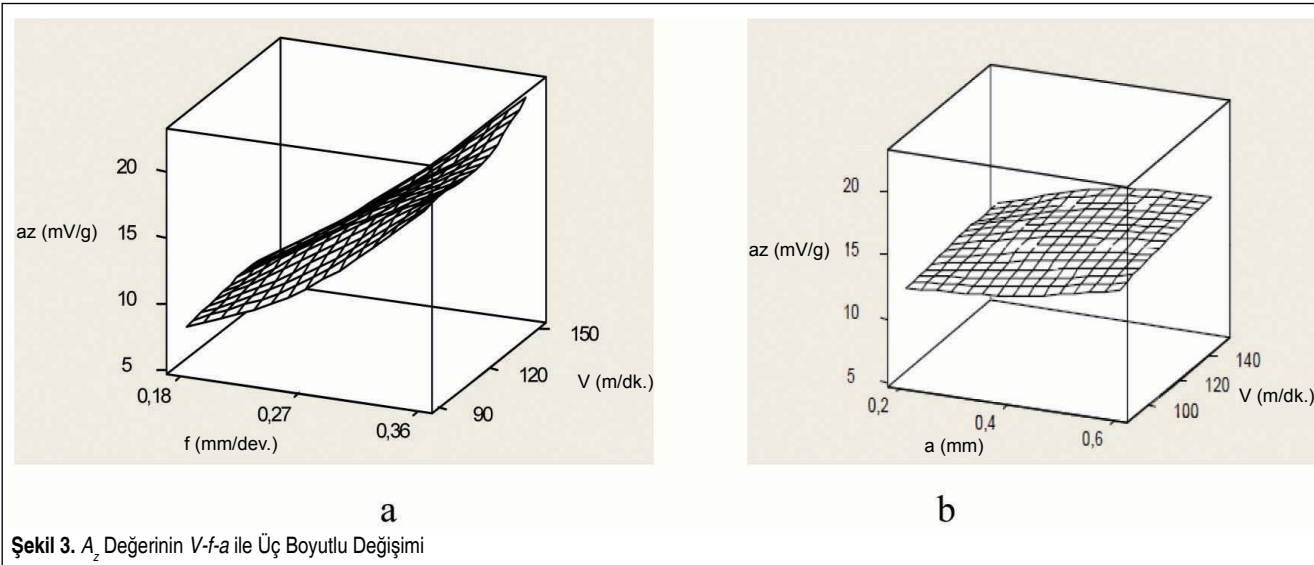 20
15
10
5
az (mV/g)
0,18
0,27
0,36
f (mm/dev.)
90
120
150
V (m/dk.)
a
20
15
10
5
az (mV/g)
0,2
0,4
0,6
a (mm)
100
120
140
V (m/dk.)
b
Şekil 3. Az Değerinin V-f-a ile Üç Boyutlu Değişimi